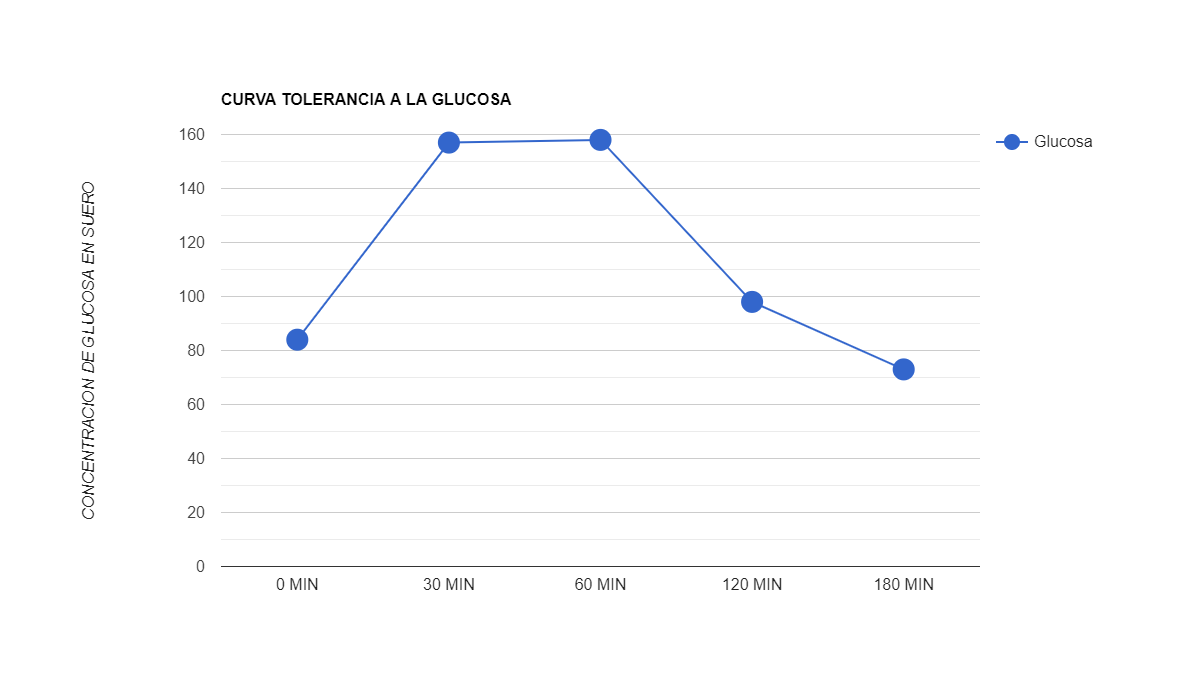 CURVA TOLERANCIA A LA GLUCOSA
Glucosa
CONCENTRACION DE GLUCOSA EN SUERO
160
140
120
100
80
60
40
20
0
0 MIN
30 MIN
60 MIN
120 MIN
180 MIN